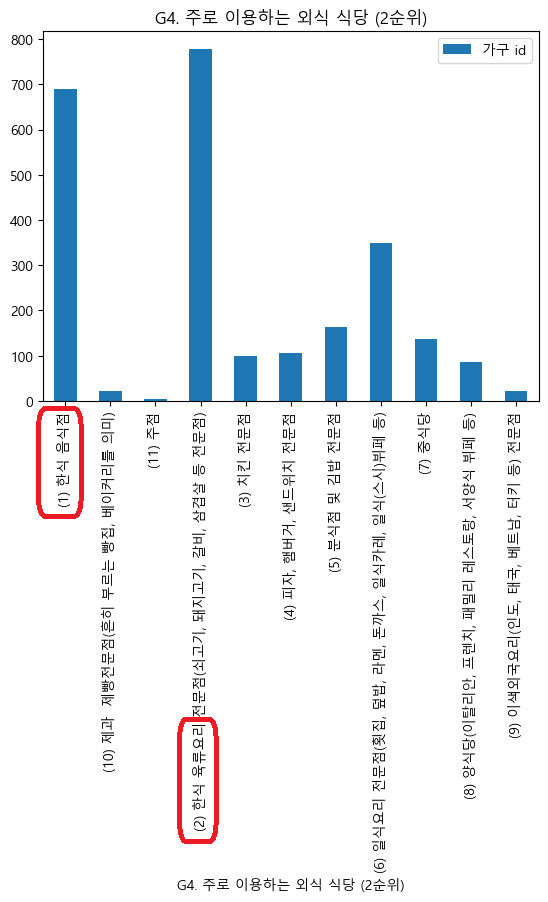 G4. 주로 이용하는 외식 식당 (2순위)
가구 id
800
700
600
500
400
300
200
100
0
(1) 한식 음식점
(10) 제과  제빵전문점(흔히 부르는 빵집, 베이커리를 의미)
(11) 주점
(2) 한식 육류요리 전문점(쇠고기, 돼지고기, 갈비, 삼겹살 등 전문점)
(3) 치킨 전문점
(4) 피자, 햄버거, 샌드위치 전문점
(5) 분식점 및 김밥 전문점
(6) 일식요리 전문점(횟집, 덮밥, 라멘, 돈까스, 일식카레, 일식(스시)뷔페 등)
(7) 중식당
(8) 양식당(이탈리안, 프렌치, 패밀리 레스토랑, 서양식 뷔페 등)
(9) 이색외국요리(인도, 태국, 베트남, 터키 등) 전문점
G4. 주로 이용하는 외식 식당 (2순위)